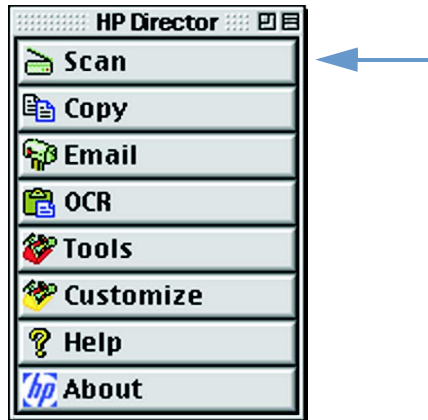 HP Director
Scan
Copy
Email
OCR
Tools
Customize
Help
hp About